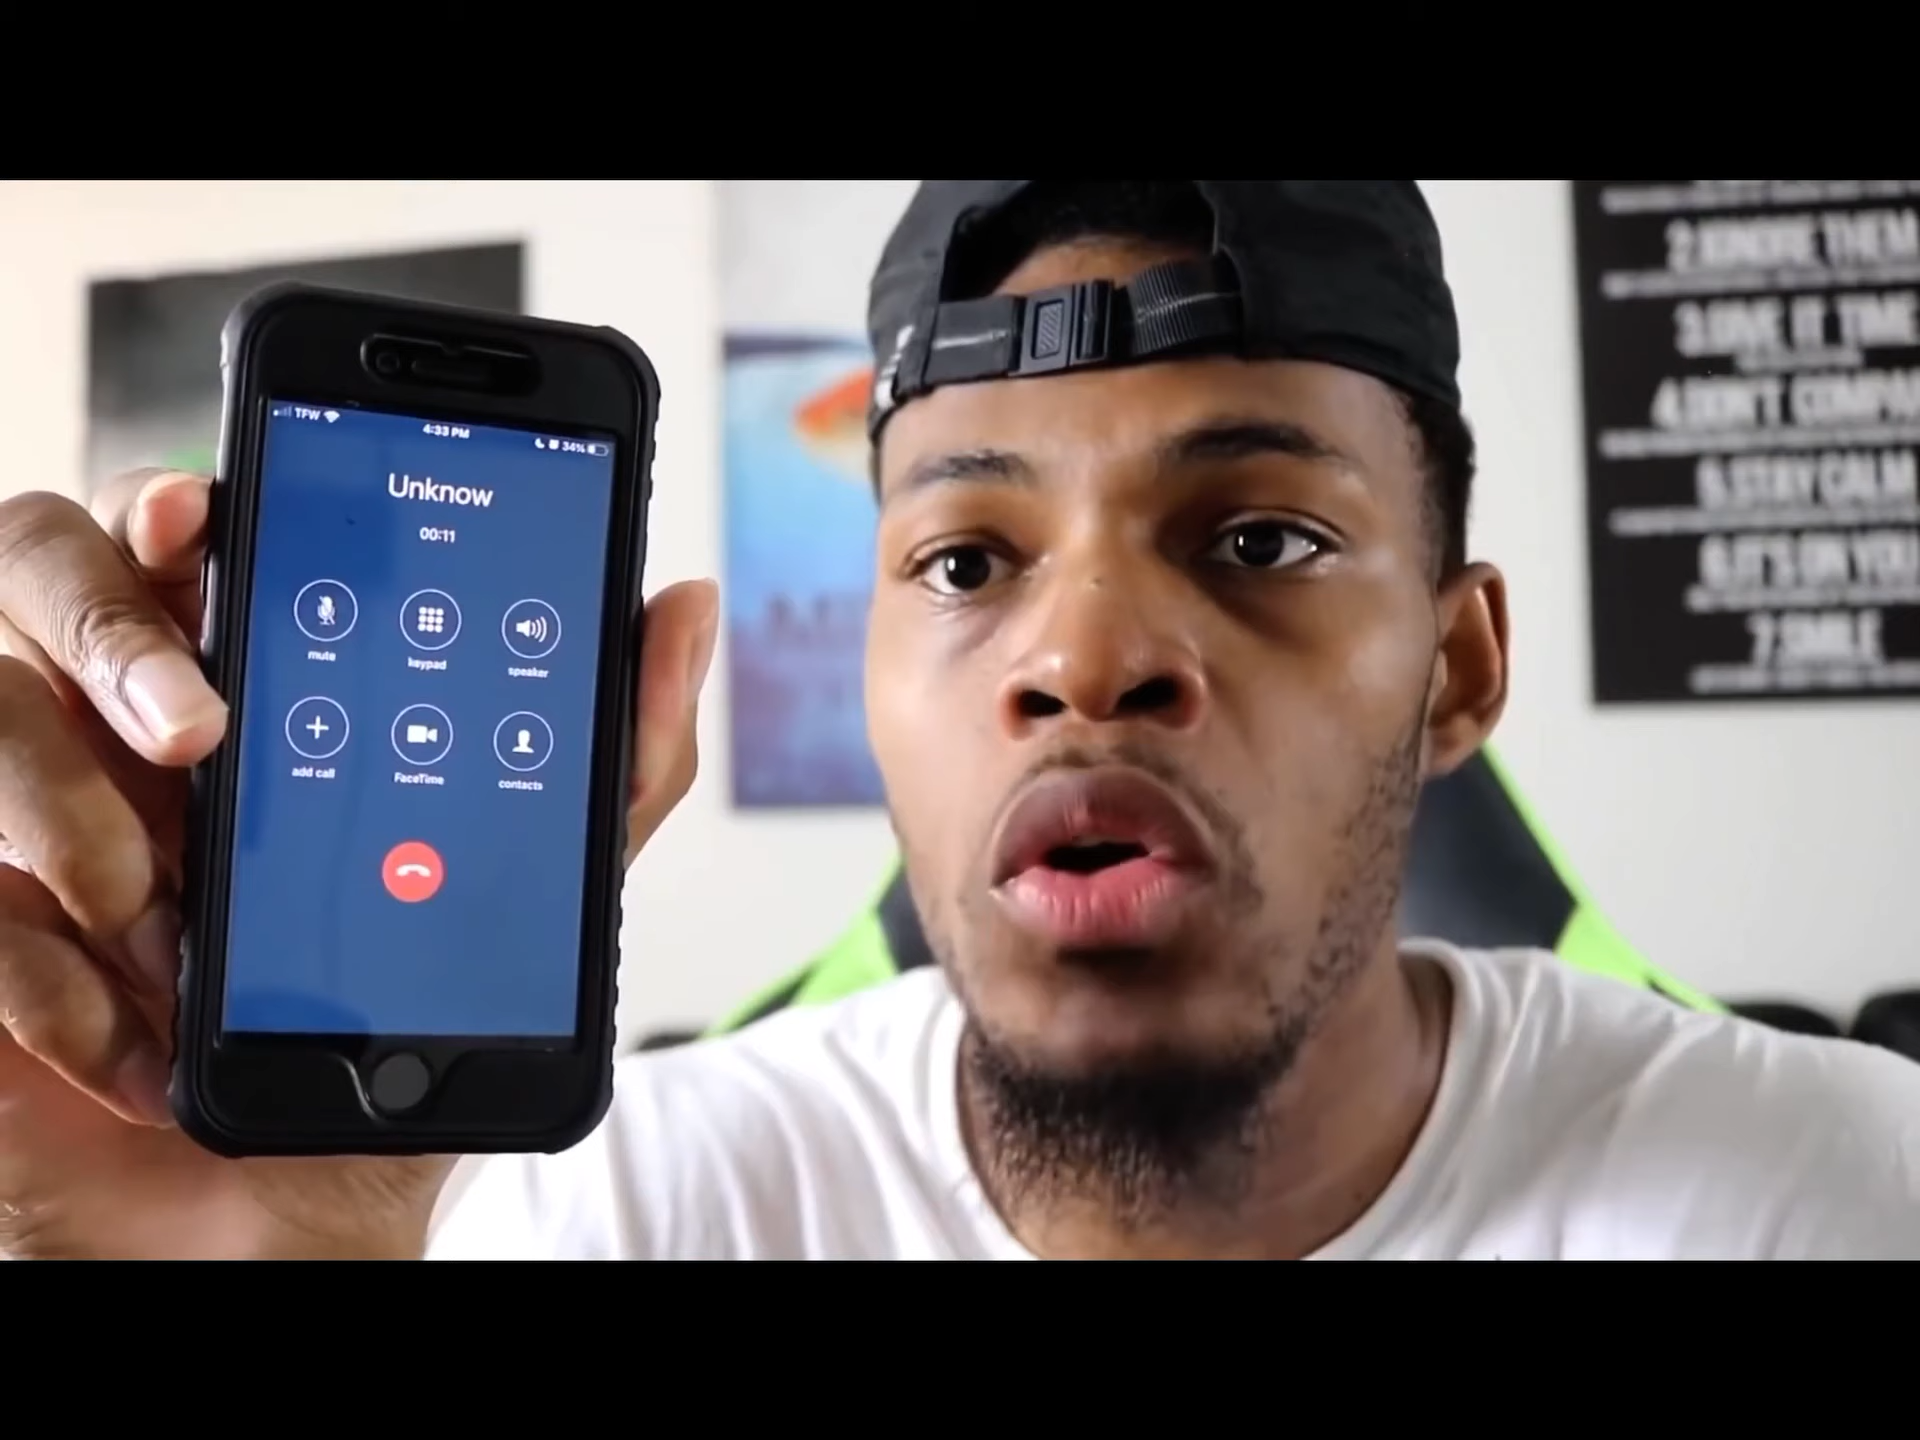 TFW
4:33 PM
34%
Unknow
00:11
mute
keypad
speaker
add call
FaceTime
contacts
2.IGNORE THEM
3.GIVE IT TIME
4.DON'T COMPAR
5.STAY CALM
6.IT'S ON YOU
7.SMILE